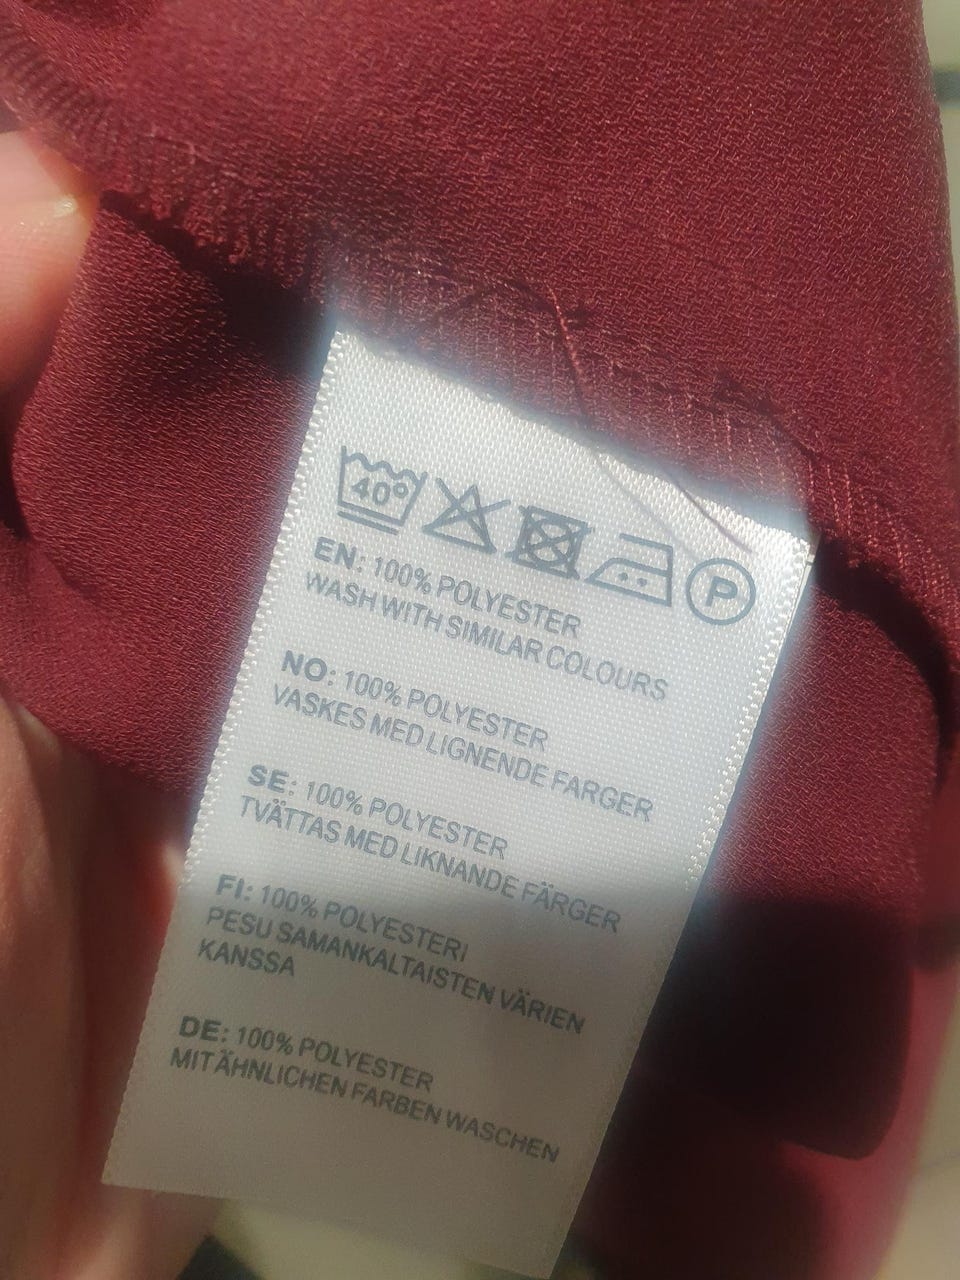 40°
P
EN: 100% POLYESTER
WASH WITH SIMILAR COLOURS
NO: 100% POLYESTER
VASKES MED LIGNENDE FARGER
SE: 100% POLYESTER
TVÄTTAS MED LIKNANDE FÄRGER
FI: 100% POLYESTERI
PESU SAMANKALTAISTEN VÄRIEN
KANSSA
DE: 100% POLYESTER
MIT ÄHNLICHEN FARBEN WASCHEN